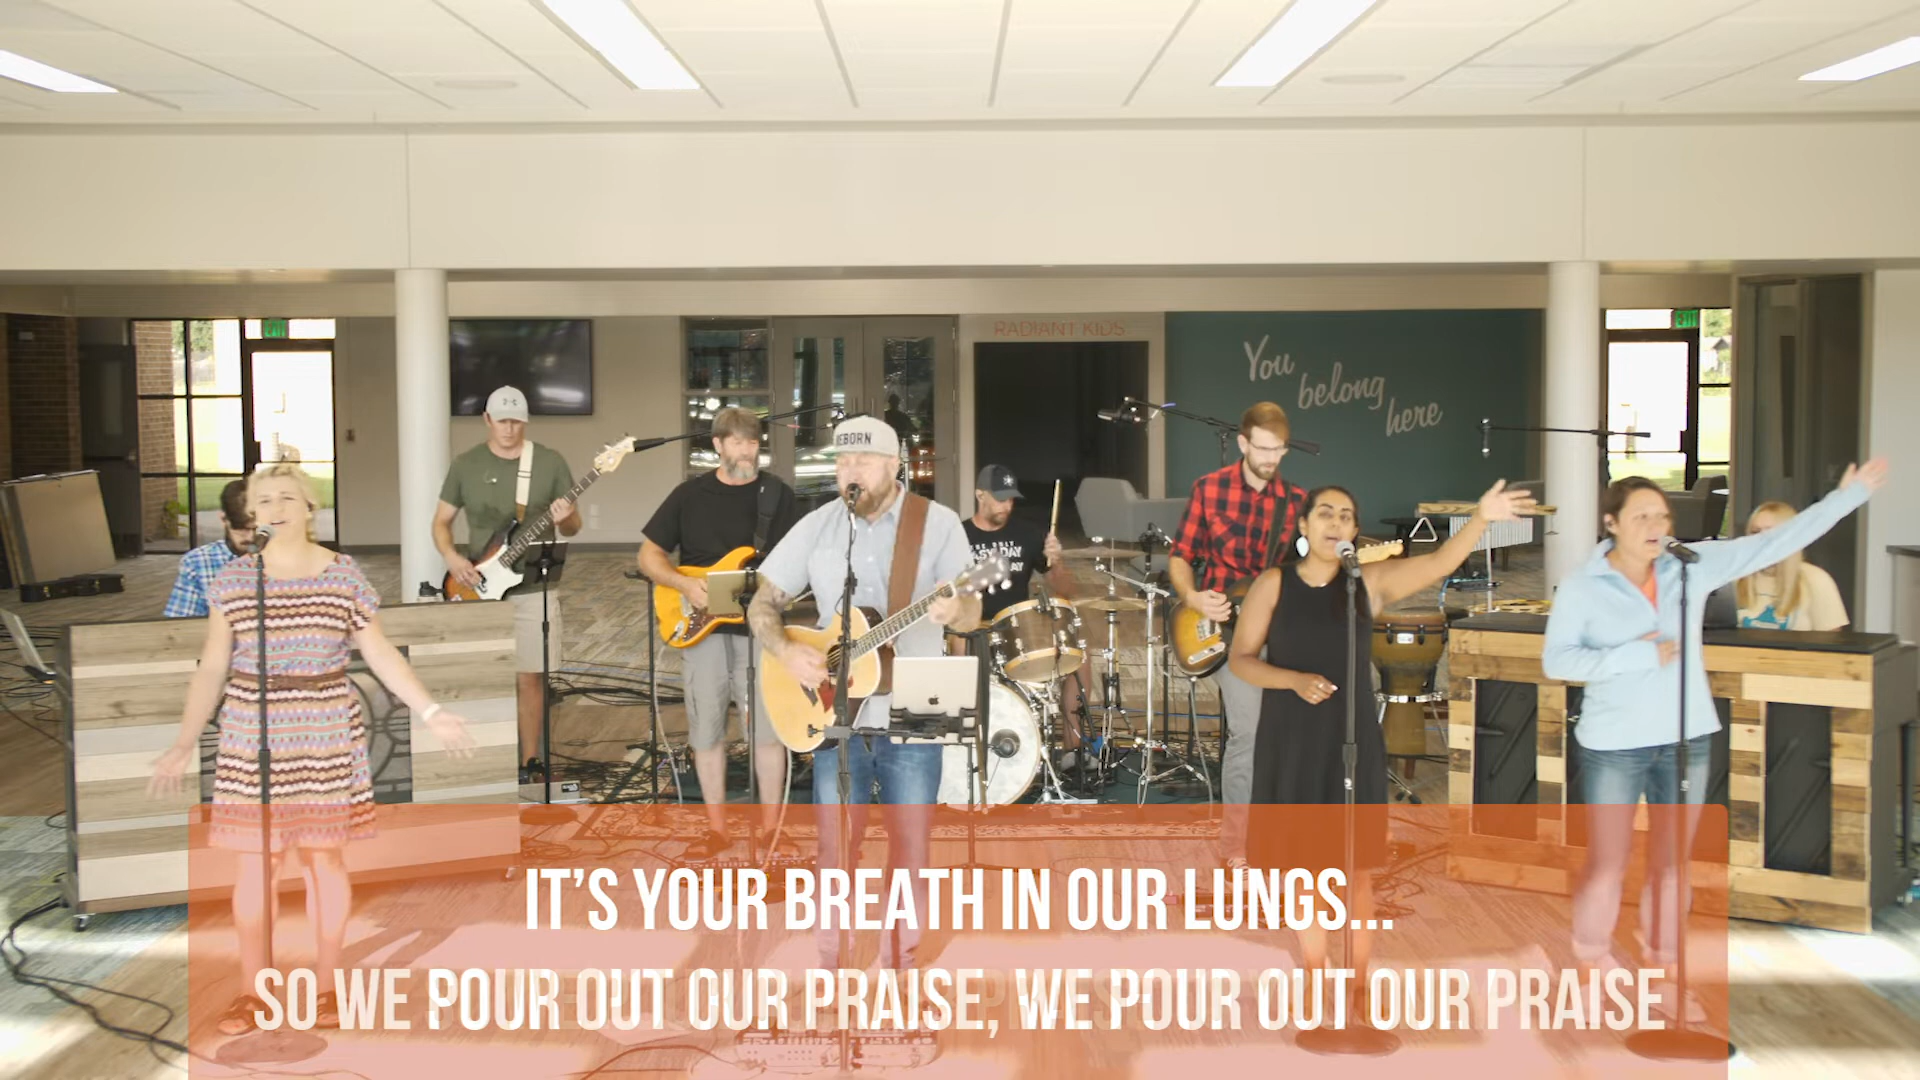 EXIT
EXIT
RADIANT KIDS
You
belong
here
REBORN
IT'S YOUR BREATH IN OUR LUNGS...
SO WE POUR OUT OUR PRAISE, WE POUR OUT OUR PRAISE